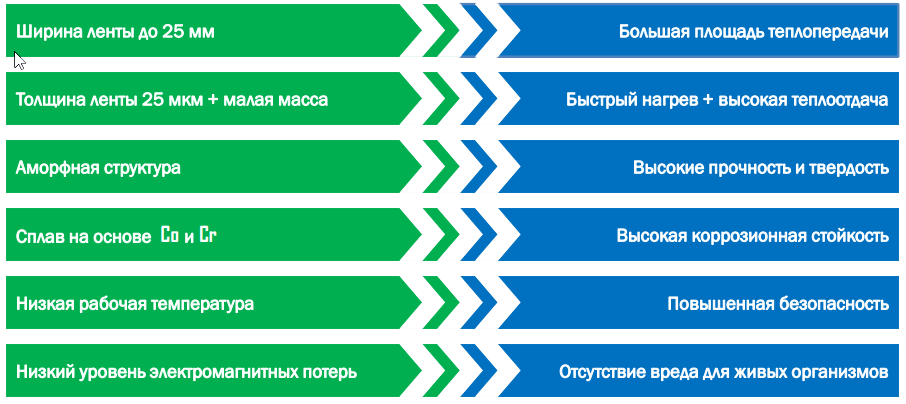 Ширина ленты до 25 мм
Большая площадь теплопередачи
Толщина ленты 25 мкм + малая масса
Быстрый нагрев + высокая теплоотдача
Аморфная структура
Высокие прочность и твердость
Сплав на основе Co и Cr
Высокая коррозионная стойкость
Низкая рабочая температура
Повышенная безопасность
Низкий уровень электромагнитных потерь
Отсутствие вреда для живых организмов